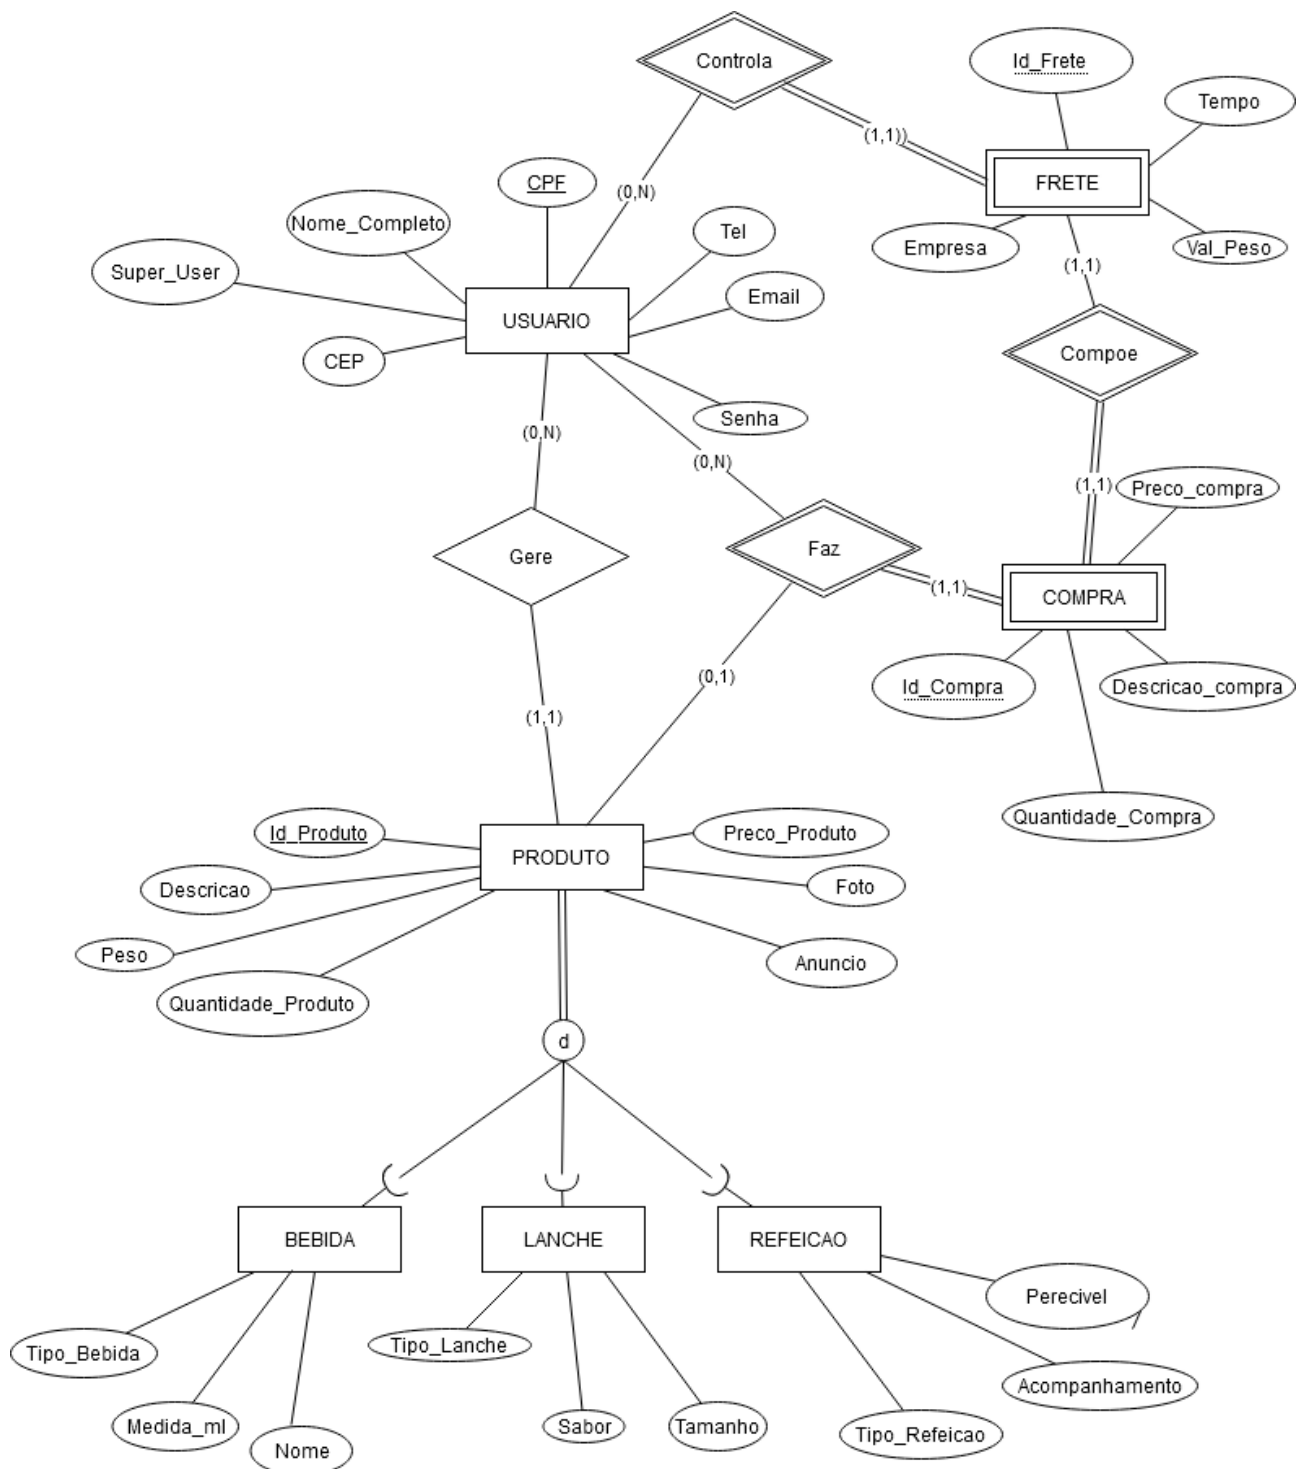 Controla
Id_Frete
Tempo
(1,1))
FRETE
CPF
(0,N)
Nome_Completo
Tel
Empresa
Val_Peso
Super_User
(1,1)
Email
USUARIO
CEP
Compoe
Senha
(0,N)
(0,N)
(1,1)
Preco_compra
Gere
Faz
(1,1)
COMPRA
(0,1)
Id_Compra
Descricao_compra
(1,1)
Quantidade_Compra
Id_Produto
Preco_Produto
PRODUTO
Descricao
Foto
Peso
Anuncio
Quantidade_Produto
d
BEBIDA
LANCHE
REFEICAO
Perecivel
Tipo_Bebida
Tipo_Lanche
Acompanhamento
Medida_ml
Sabor
Tamanho
Tipo_Refeicao
Nome